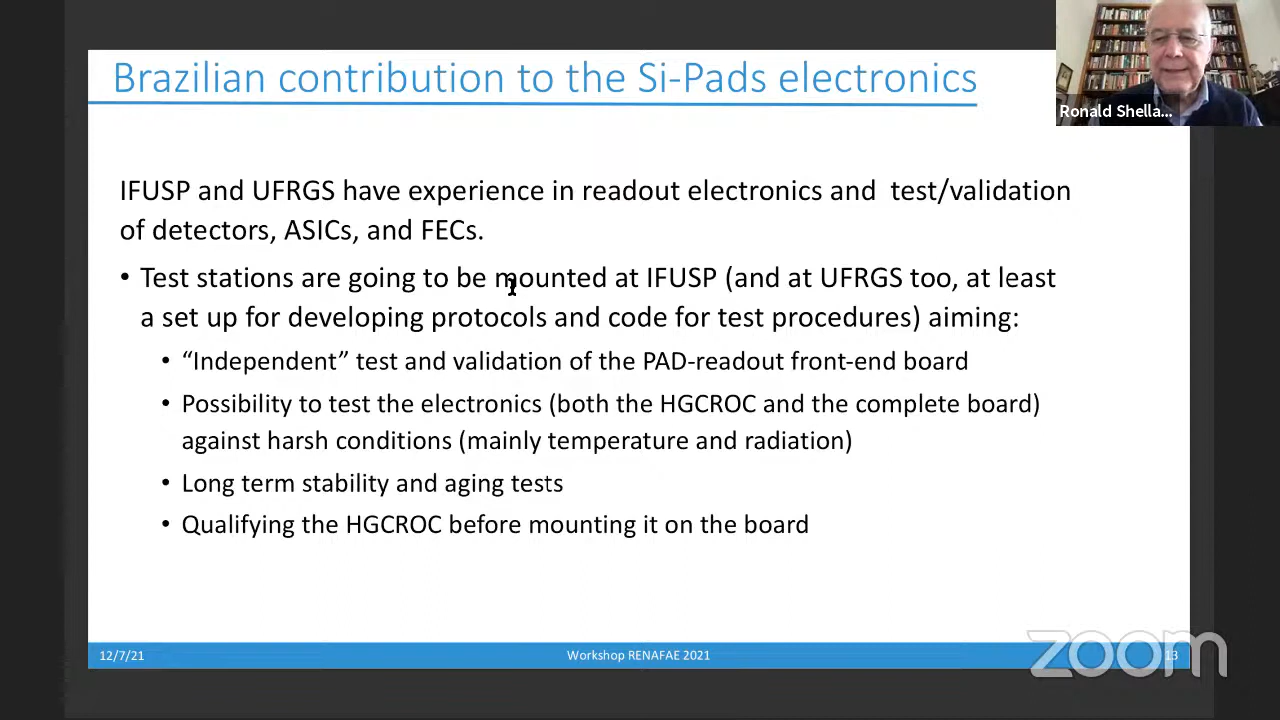 Brazilian contribution to the Si-Pads electronics
Ronald Shella...
IFUSP and UFRGS have experience in readout electronics and test/validation
of detectors, ASICs, and FECs.
• Test stations are going to be mounted at IFUSP (and at UFRGS too, at least
a set up for developing protocols and code for test procedures) aiming:
• “Independent” test and validation of the PAD-readout front-end board
• Possibility to test the electronics (both the HGCROC and the complete board)
against harsh conditions (mainly temperature and radiation)
• Long term stability and aging tests
• Qualifying the HGCROC before mounting it on the board
12/7/21
Workshop RENAFAE 2021
13
zoom